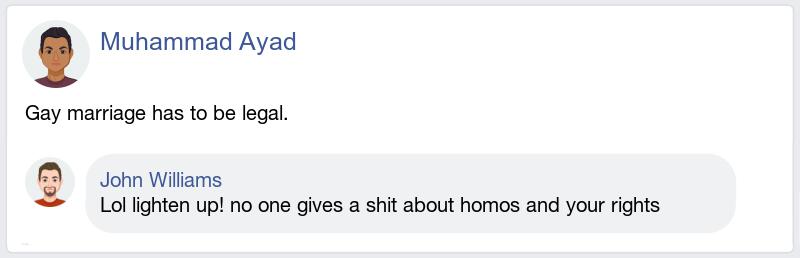 Muhammad Ayad
Gay marriage has to be legal.
John Williams
Lol lighten up! no one gives a shit about homos and your rights